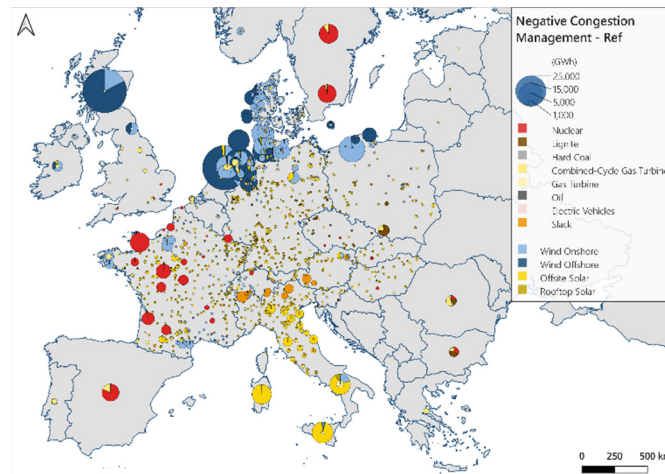 Negative Congestion
Management - Ref
(GWh)
25,000
15,000
5,000
1,000
Nuclear
Lignite
Hard Coal
Combined-Cycle Gas Turbine
Gas Turbine
Oil
Electric Vehicles
Slack
Wind Onshore
Wind Offshore
Offsite Solar
Rooftop Solar
0 250 500 km